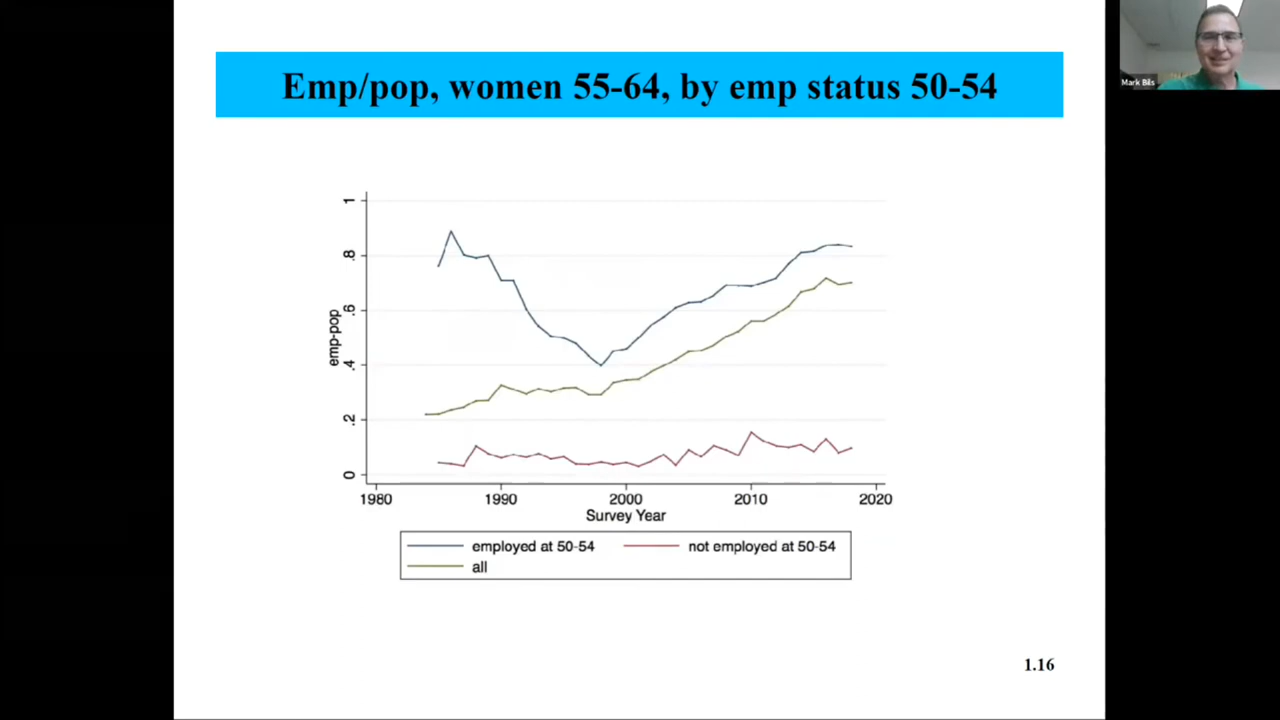 Emp/pop, women 55-64, by emp status 50-54
Mark Bils
1
.8
.6
.4
.2
0
emp-pop
1980 1990 2000 2010 2020
Survey Year
employed at 50-54 not employed at 50-54
all
1.16